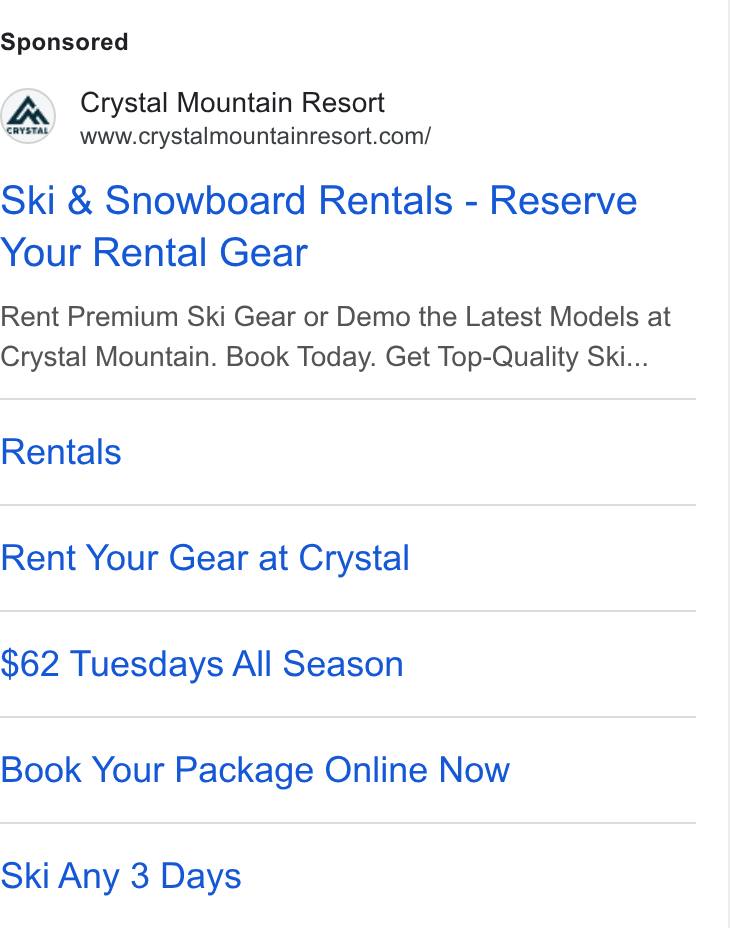 Sponsored
CRYSTAL
Crystal Mountain Resort
www.crystalmountainresort.com/
Ski & Snowboard Rentals - Reserve
Your Rental Gear
Rent Premium Ski Gear or Demo the Latest Models at
Crystal Mountain. Book Today. Get Top-Quality Ski...
Rentals
Rent Your Gear at Crystal
$62 Tuesdays All Season
Book Your Package Online Now
Ski Any 3 Days